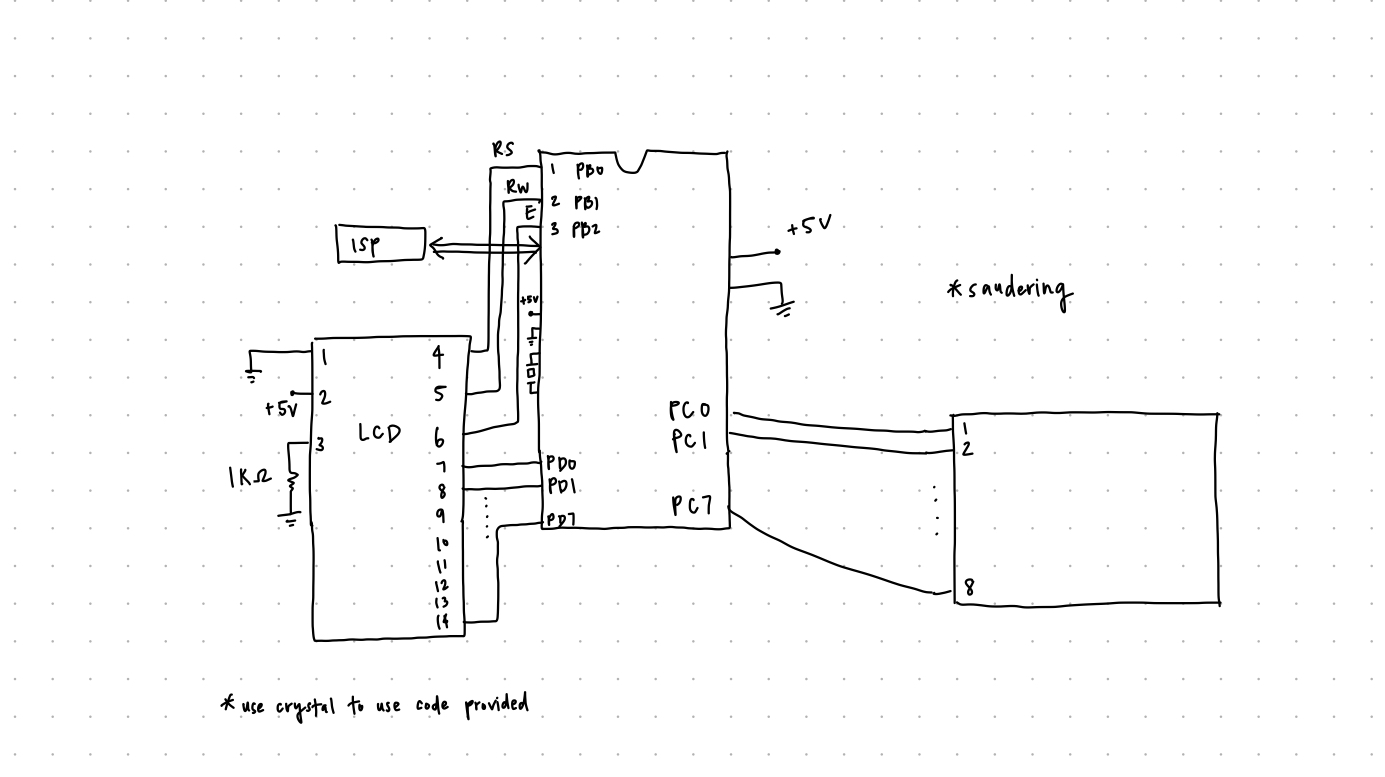 RS
1 PB0
RW
2 PB1
E
3 PB2
ISP
+5V
+5V
*saudering
1
4
2
5
+5V
LCD
3
6
1KΩ
7
PD0
8
PD1
9
PD7
10
11
12
13
14
PC0
PC1
PC7
1
2
8
*use crystal to use code provided